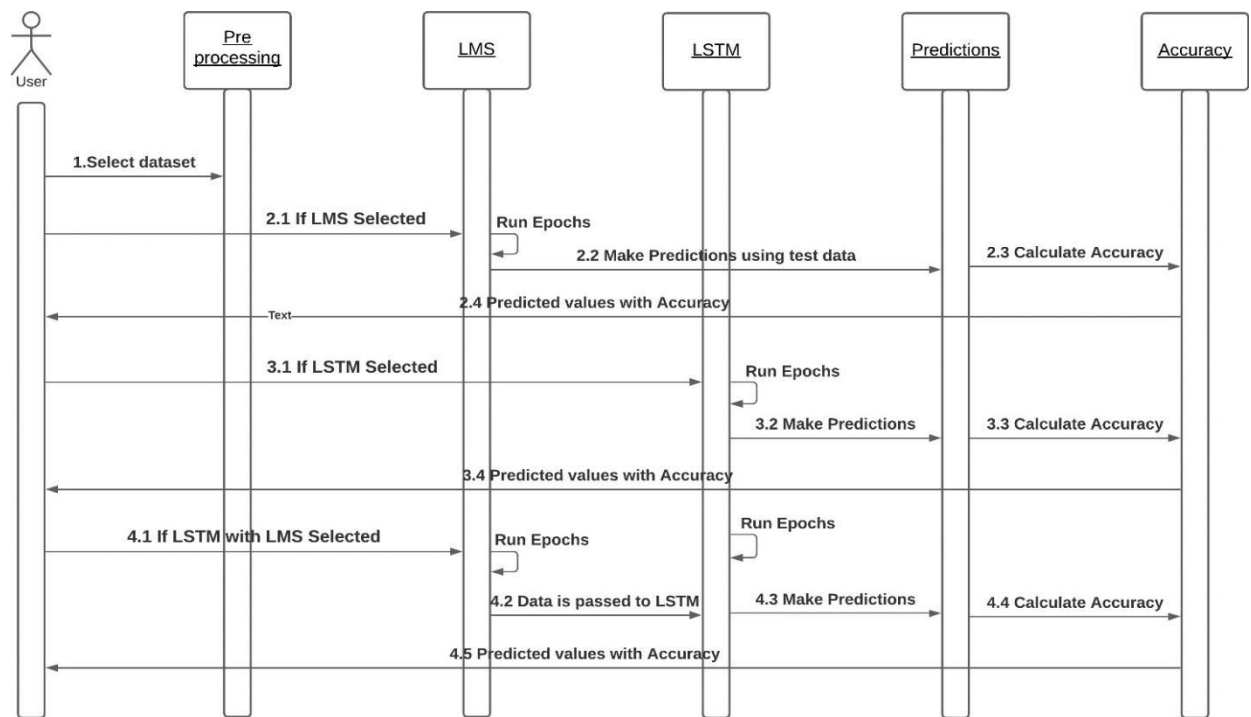 User
Pre
processing
LMS
LSTM
Predictions
Accuracy
1.Select dataset
2.1 If LMS Selected
Run Epochs
2.2 Make Predictions using test data
2.3 Calculate Accuracy
2.4 Predicted values with Accuracy
Text
3.1 If LSTM Selected
Run Epochs
3.2 Make Predictions
3.3 Calculate Accuracy
3.4 Predicted values with Accuracy
4.1 If LSTM with LMS Selected
Run Epochs
Run Epochs
4.2 Data is passed to LSTM
4.3 Make Predictions
4.4 Calculate Accuracy
4.5 Predicted values with Accuracy